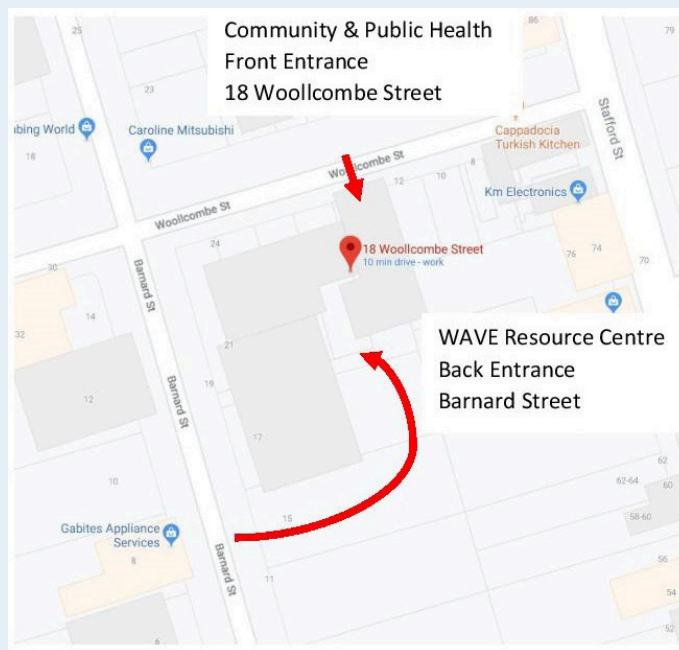 Community & Public Health
Front Entrance
18 Woollcombe Street
25
86
79
23
bing World
Caroline Mitsubishi
18
Cappadocia
Turkish Kitchen
Stafford St
Woollcombe St
12
10
8
Km Electronics
Woollcombe St
24
18 Woollcombe Street
10 min drive - work
76
74
70
30
Barnard St
14
32
21
WAVE Resource Centre
Back Entrance
Barnard Street
19
Barnard St
12
17
62
10
62-64
60
15
58-60
Gabites Appliance
Services
8
Barnard St
11
56
54
52
6